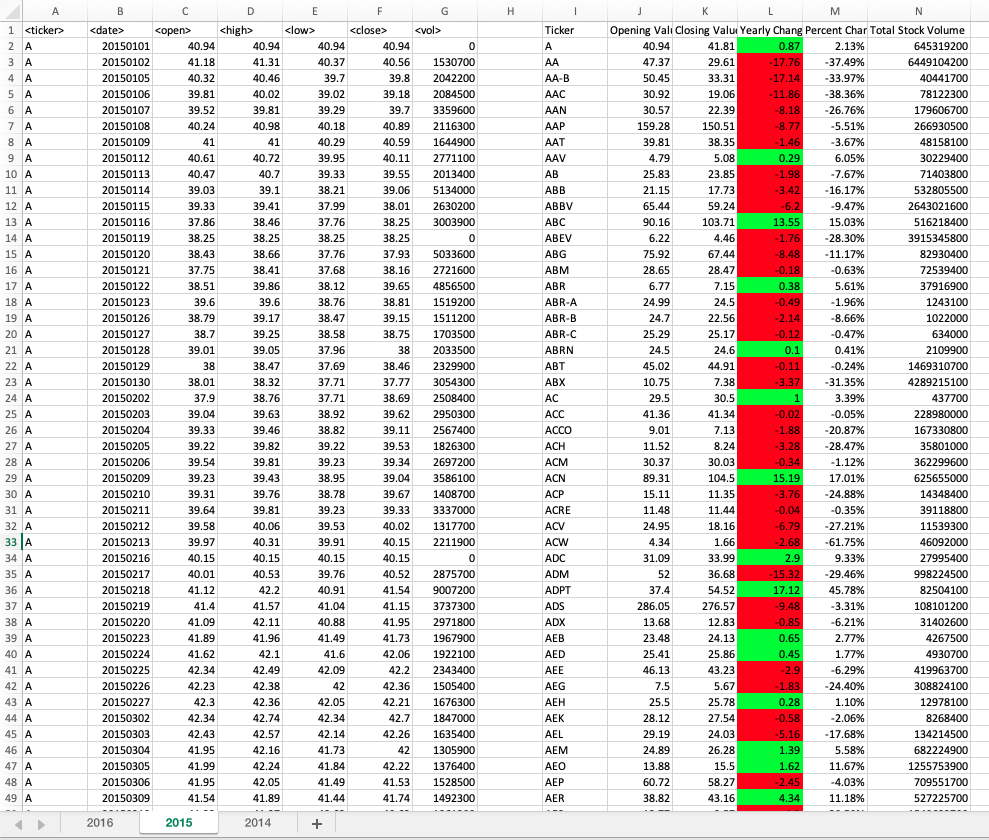 A B C D E F G H I J K L M N
1 <ticker> <date> <open> <high> <low> <close> <vol> Ticker Opening Val Closing Valu Yearly Chang Percent Char Total Stock Volume
2 A 20150101 40.94 40.94 40.94 40.94 0 A 40.94 41.81 0.87 2.13% 645319200
3 A 20150102 41.18 41.31 40.37 40.56 1530700 AA 47.37 29.61 -17.76 -37.49% 6449104200
4 A 20150105 40.32 40.46 39.7 39.8 2042200 AA-B 50.45 33.31 -17.14 -33.97% 40441700
5 A 20150106 39.81 40.02 39.02 39.18 2084500 AAC 30.92 19.06 -11.86 -38.36% 78122300
6 A 20150107 39.52 39.81 39.29 39.7 3359600 AAN 30.57 22.39 -8.18 -26.76% 179606700
7 A 20150108 40.24 40.98 40.18 40.89 2116300 AAP 159.28 150.51 -8.77 -5.51% 266930500
8 A 20150109 41 41 40.29 40.59 1644900 AAT 39.81 38.35 -1.46 -3.67% 48158100
9 A 20150112 40.61 40.72 39.95 40.11 2771100 AAV 4.79 5.08 0.29 6.05% 30229400
10 A 20150113 40.47 40.7 39.33 39.55 2013400 AB 25.83 23.85 -1.98 -7.67% 71403800
11 A 20150114 39.03 39.1 38.21 39.06 5134000 ABB 21.15 17.73 -3.42 -16.17% 532805500
12 A 20150115 39.33 39.41 37.99 38.01 2630200 ABBV 65.44 59.24 -6.2 -9.47% 2643021600
13 A 20150116 37.86 38.46 37.76 38.25 3003900 ABC 90.16 103.71 13.55 15.03% 516218400
14 A 20150119 38.25 38.25 38.25 38.25 0 ABEV 6.22 4.46 -1.76 -28.30% 3915345800
15 A 20150120 38.43 38.66 37.76 37.93 5033600 ABG 75.92 67.44 -8.48 -11.17% 82930400
16 A 20150121 37.75 38.41 37.68 38.16 2721600 ABM 28.65 28.47 -0.18 -0.63% 72539400
17 A 20150122 38.51 39.86 38.12 39.65 4856500 ABR 6.77 7.15 0.38 5.61% 37916900
18 A 20150123 39.6 39.6 38.76 38.81 1519200 ABR-A 24.99 24.5 -0.49 -1.96% 1243100
19 A 20150126 38.79 39.17 38.47 39.15 1511200 ABR-B 24.7 22.56 -2.14 -8.66% 1022000
20 A 20150127 38.7 39.25 38.58 38.75 1703500 ABR-C 25.29 25.17 -0.12 -0.47% 634000
21 A 20150128 39.01 39.05 37.96 38 2033500 ABRN 24.5 24.6 0.1 0.41% 2109900
22 A 20150129 38 38.47 37.69 38.46 2329900 ABT 45.02 44.91 -0.11 -0.24% 1469310700
23 A 20150130 38.01 38.32 37.71 37.77 3054300 ABX 10.75 7.38 -3.37 -31.35% 4289215100
24 A 20150202 37.9 38.76 37.71 38.69 2508400 AC 29.5 30.5 1 3.39% 437700
25 A 20150203 39.04 39.63 38.92 39.62 2950300 ACC 41.36 41.34 -0.02 -0.05% 228980000
26 A 20150204 39.33 39.46 38.82 39.11 2567400 ACCO 9.01 7.13 -1.88 -20.87% 167330800
27 A 20150205 39.22 39.82 39.22 39.53 1826300 ACH 11.52 8.24 -3.28 -28.47% 35801000
28 A 20150206 39.54 39.81 39.23 39.34 2697200 ACM 30.37 30.03 -0.34 -1.12% 362299600
29 A 20150209 39.23 39.43 38.95 39.04 3586100 ACN 89.31 104.5 15.19 17.01% 625655000
30 A 20150210 39.31 39.76 38.78 39.67 1408700 ACP 15.11 11.35 -3.76 -24.88% 14348400
31 A 20150211 39.64 39.81 39.23 39.33 3337000 ACRE 11.48 11.44 -0.04 -0.35% 39118800
32 A 20150212 39.58 40.06 39.53 40.02 1317700 ACV 24.95 18.16 -6.79 -27.21% 11539300
33 A 20150213 39.97 40.31 39.91 40.15 2211900 ACW 4.34 1.66 -2.68 -61.75% 46092000
34 A 20150216 40.15 40.15 40.15 40.15 0 ADC 31.09 33.99 2.9 9.33% 27995400
35 A 20150217 40.01 40.53 39.76 40.52 2875700 ADM 52 36.68 -15.32 -29.46% 998224500
36 A 20150218 41.12 42.2 40.91 41.54 9007200 ADPT 37.4 54.52 17.12 45.78% 82504100
37 A 20150219 41.4 41.57 41.04 41.15 3737300 ADS 286.05 276.57 -9.48 -3.31% 108101200
38 A 20150220 41.09 42.11 40.88 41.95 2971800 ADX 13.68 12.83 -0.85 -6.21% 31402600
39 A 20150223 41.89 41.96 41.49 41.73 1967900 AEB 23.48 24.13 0.65 2.77% 4267500
40 A 20150224 41.62 42.1 41.6 42.06 1922100 AED 25.41 25.86 0.45 1.77% 4930700
41 A 20150225 42.34 42.49 42.09 42.2 2343400 AEE 46.13 43.23 -2.9 -6.29% 419963700
42 A 20150226 42.23 42.38 42 42.36 1505400 AEG 7.5 5.67 -1.83 -24.40% 308824100
43 A 20150227 42.3 42.36 42.05 42.21 1676300 AEH 25.5 25.78 0.28 1.10% 12978100
44 A 20150302 42.34 42.74 42.34 42.7 1847000 AEK 28.12 27.54 -0.58 -2.06% 8268400
45 A 20150303 42.43 42.57 42.14 42.26 1635400 AEL 29.19 24.03 -5.16 -17.68% 134214500
46 A 20150304 41.95 42.16 41.73 42 1305900 AEM 24.89 26.28 1.39 5.58% 682224900
47 A 20150305 41.99 42.24 41.84 42.22 1376400 AEO 13.88 15.5 1.62 11.67% 1255753900
48 A 20150306 41.95 42.05 41.49 41.53 1528500 AEP 60.72 58.27 -2.45 -4.03% 709551700
49 A 20150309 41.54 41.89 41.44 41.74 1492300 AER 38.82 43.16 4.34 11.18% 527225700
2016 2015 2014 +